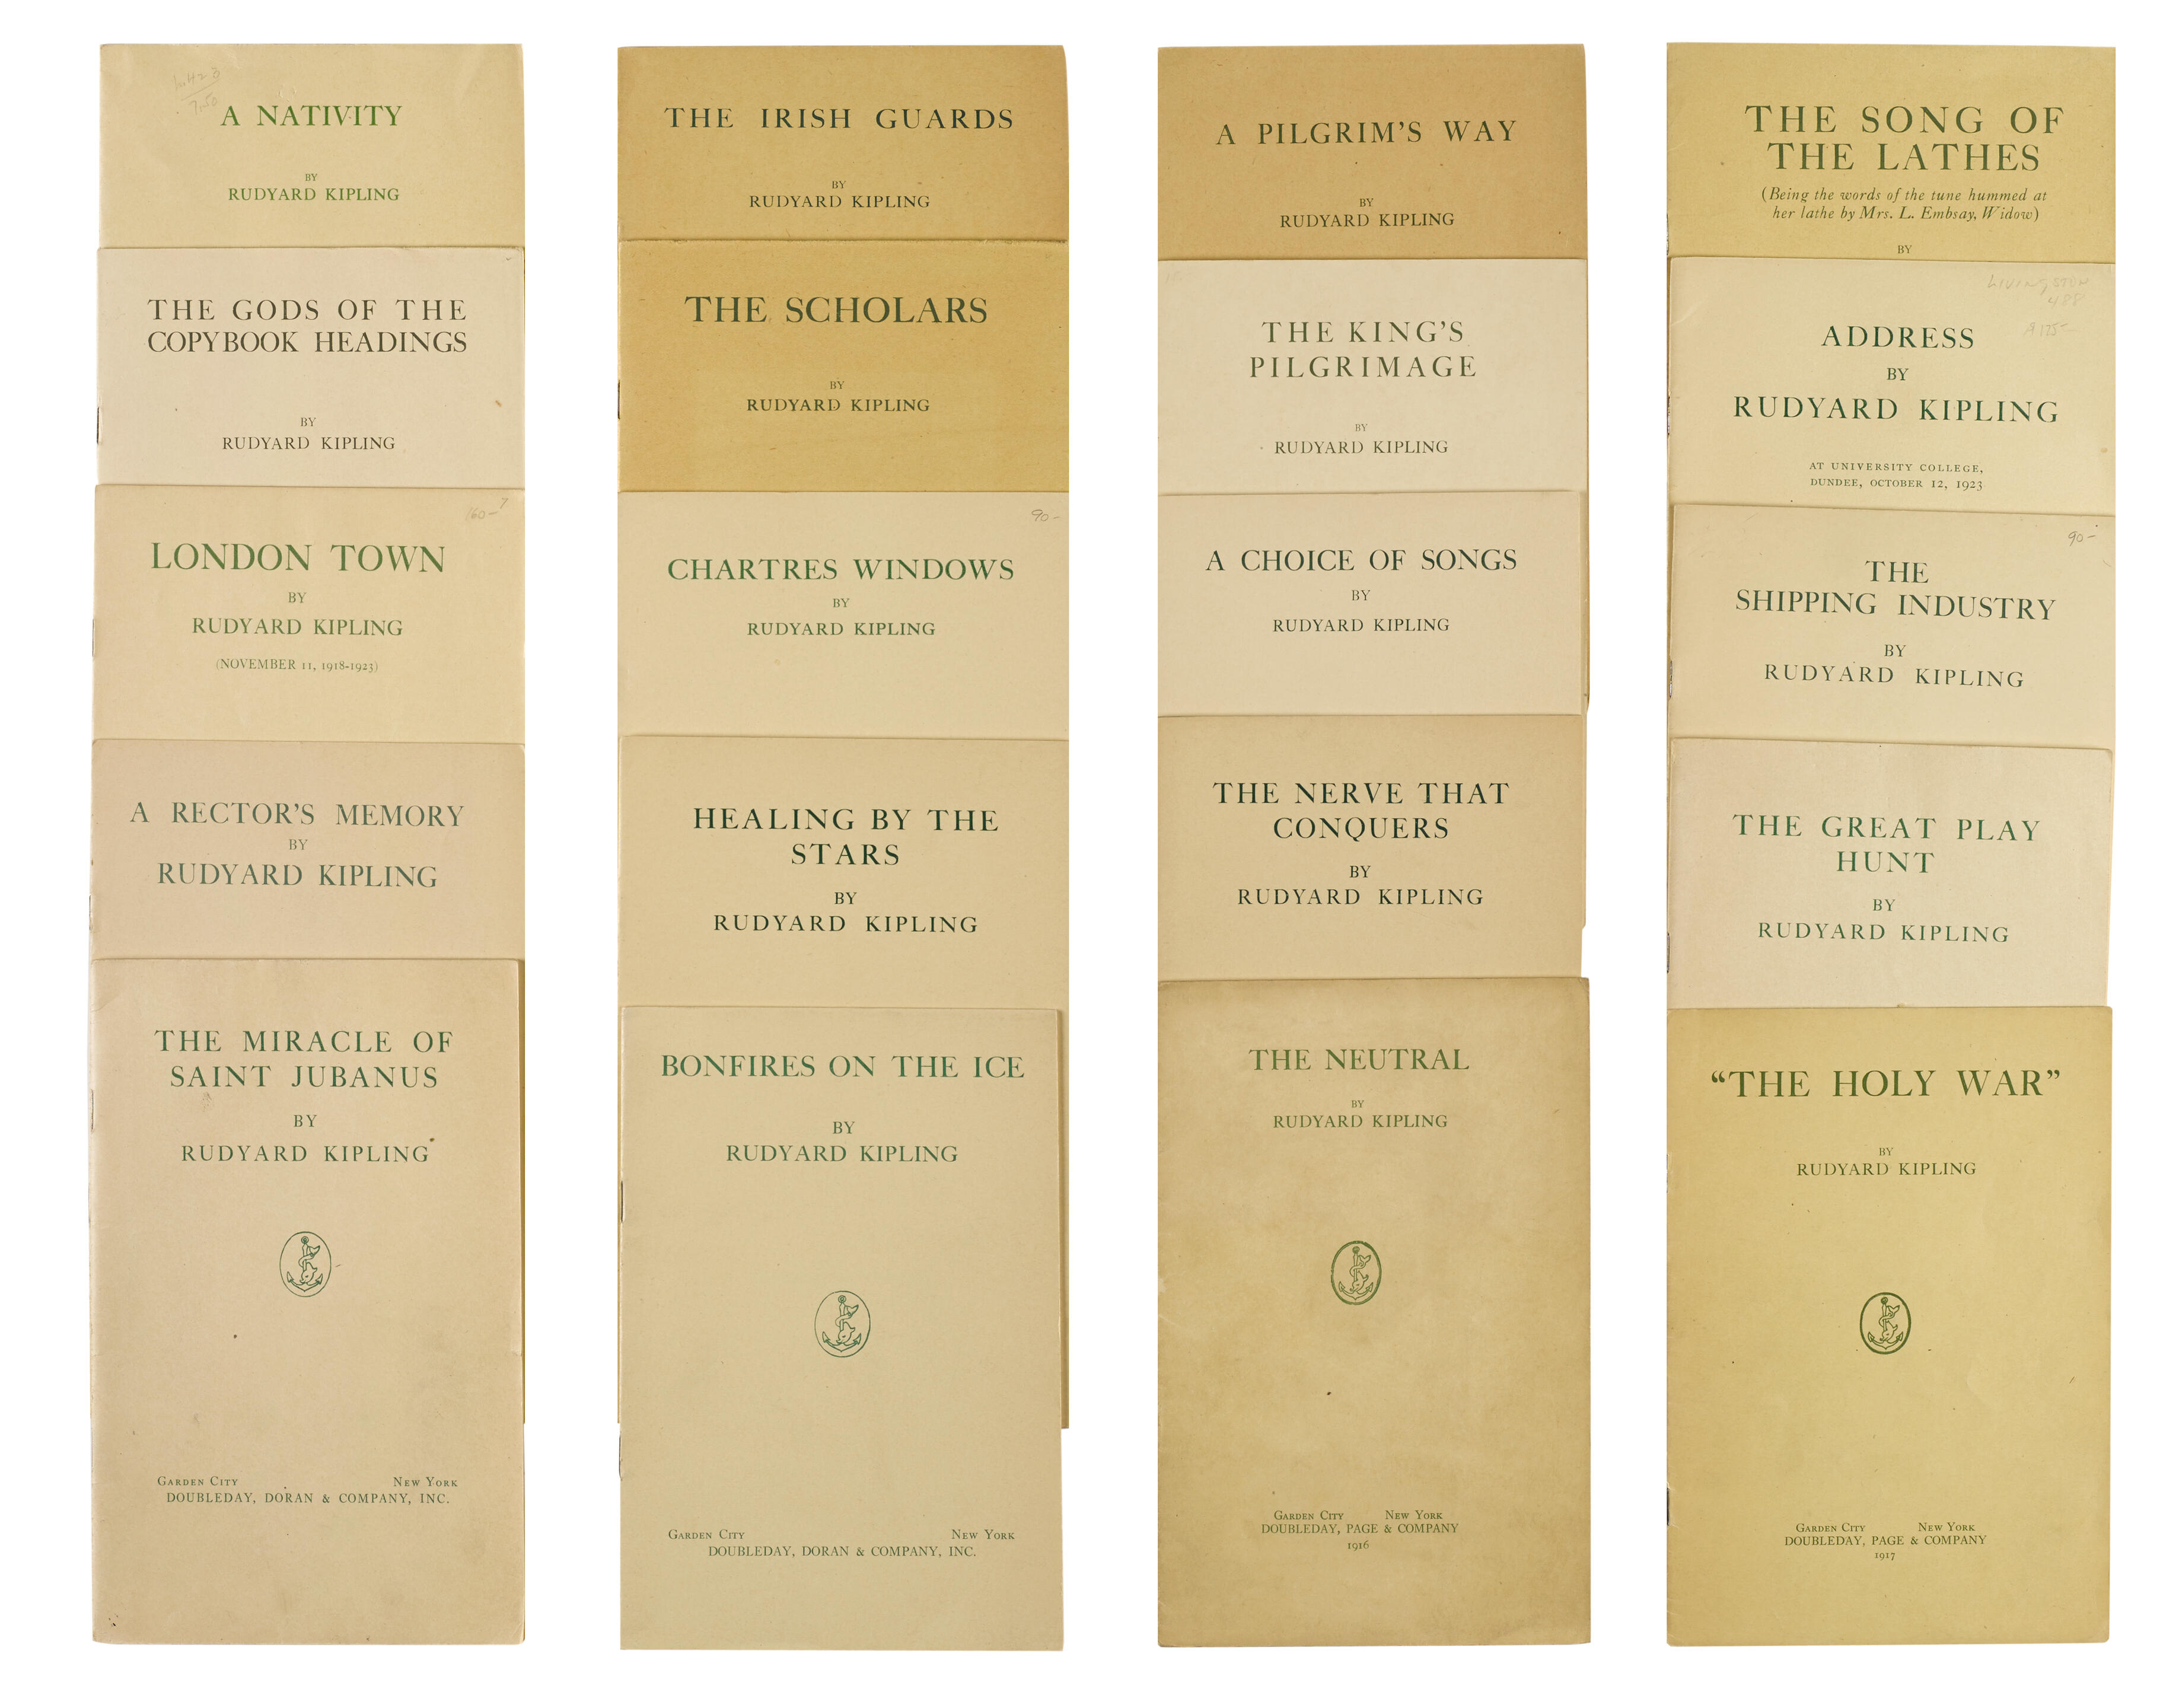 7.50
A NATIVITY
BY
RUDYARD KIPLING
THE GODS OF THE
COPYBOOK HEADINGS
BY
RUDYARD KIPLING
160- 7
LONDON TOWN
BY
RUDYARD KIPLING
(NOVEMBER 11, 1918-1923)
A RECTOR'S MEMORY
BY
RUDYARD KIPLING
THE MIRACLE OF
SAINT JUBANUS
BY
RUDYARD KIPLING
GARDEN CITY NEW YORK
DOUBLEDAY, DORAN & COMPANY, INC.
THE IRISH GUARDS
BY
RUDYARD KIPLING
THE SCHOLARS
BY
RUDYARD KIPLING
90-
CHARTRES WINDOWS
BY
RUDYARD KIPLING
HEALING BY THE
STARS
BY
RUDYARD KIPLING
BONFIRES ON THE ICE
BY
RUDYARD KIPLING
GARDEN CITY NEW YORK
DOUBLEDAY, DORAN & COMPANY, INC.
A PILGRIM'S WAY
BY
RUDYARD KIPLING
THE KING'S
PILGRIMAGE
BY
RUDYARD KIPLING
A CHOICE OF SONGS
BY
RUDYARD KIPLING
THE NERVE THAT
CONQUERS
BY
RUDYARD KIPLING
THE NEUTRAL
BY
RUDYARD KIPLING
GARDEN CITY NEW YORK
DOUBLEDAY, PAGE & COMPANY
1916
THE SONG OF
THE LATHES
(Being the words of the tune hummed at
her lathe by Mrs. L. Embsay, Widow)
BY
LIVINGSTON
488
ADDRESS
BY
RUDYARD KIPLING
AT UNIVERSITY COLLEGE,
DUNDEE, OCTOBER 12, 1923
90-
THE
SHIPPING INDUSTRY
BY
RUDYARD KIPLING
THE GREAT PLAY
HUNT
BY
RUDYARD KIPLING
“THE HOLY WAR”
BY
RUDYARD KIPLING
GARDEN CITY NEW YORK
DOUBLEDAY, PAGE & COMPANY
1917